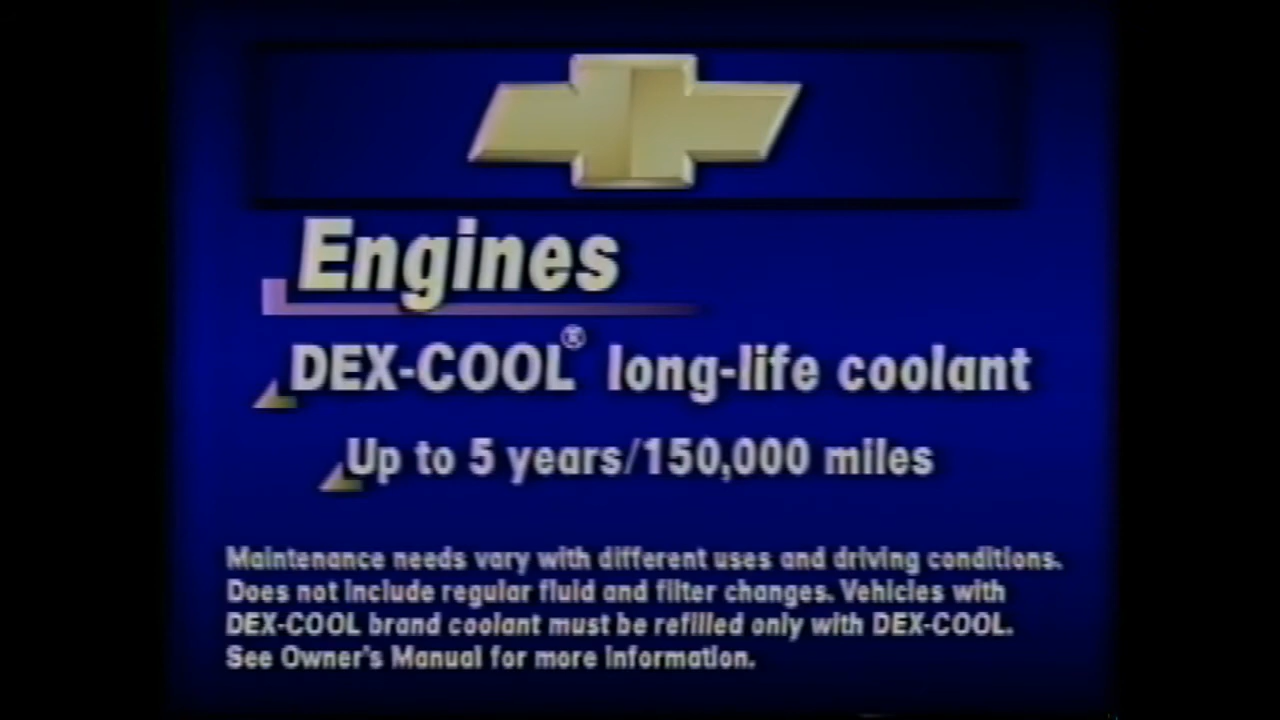 Engines
DEX-COOL® long-life coolant
Up to 5 years/150,000 miles
Maintenance needs vary with different uses and driving conditions.
Does not include regular fluid and filter changes. Vehicles with
DEX-COOL brand coolant must be refilled only with DEX-COOL.
See Owner's Manual for more information.